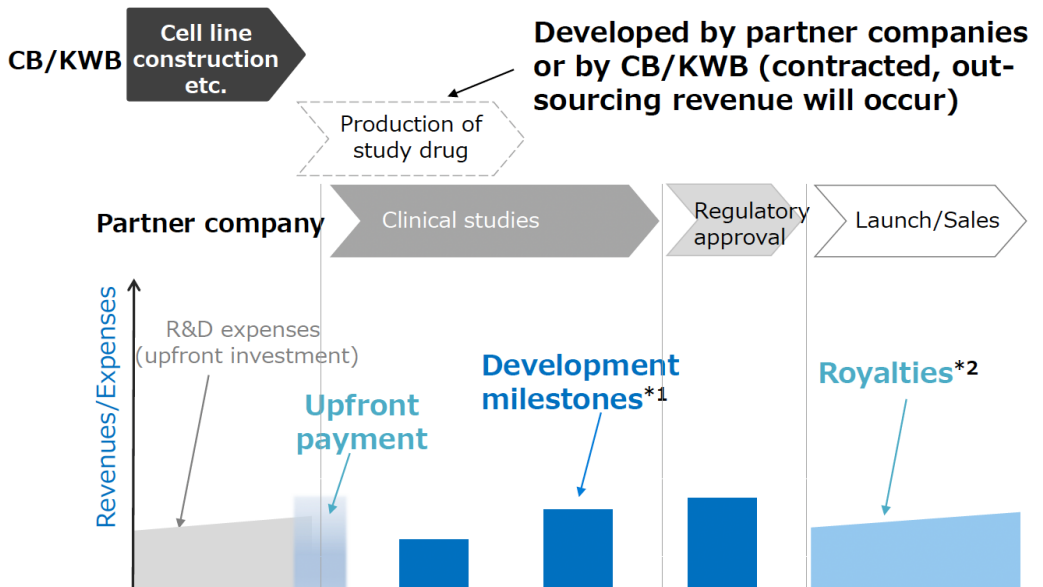 CB/KWB
Cell line
construction
etc.
Developed by partner companies
or by CB/KWB (contracted, out-
sourcing revenue will occur)
Production of
study drug
Partner company
Clinical studies
Regulatory
approval
Launch/Sales
Revenues/Expenses
R&D expenses
(upfront investment)
Upfront
payment
Development
milestones*1
Royalties*2